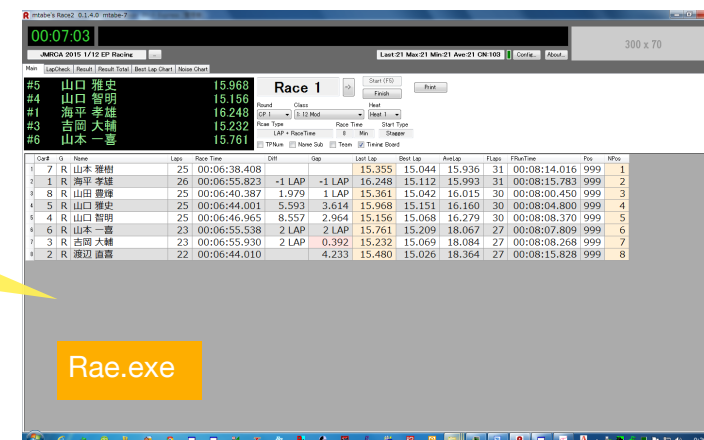 mtabe's Race2 0.1.4.0 mtabe-7
00:07:03
JMRCA 2015 1/12 EP Racing ...
Last:21 Max:21 Min:21 Ave:21 CN:103 Config... About...
300 x 70
Main LapCheck Result Result Total Best Lap Chart Noise Chart
#5 山口 雅史 15.968
#4 山口 智明 15.156
#1 海平 孝雄 16.248
#3 吉岡 大輔 15.232
#6 山本 一喜 15.761
Race 1
Start (F5)
Finish
Print
Round Class Heat
QP 1 1: 12 Mod Heat 1
Rcae Type Race Time Start Type
LAP + RaceTime 8 Min Stagger
TPNum Name Sub Team Timing Board
Car# G Name Laps Race Time Diff Gap Last Lap Best Lap AveLap FLaps FRunTime Pos NPos
1 7 R 山本 雅樹 25 00:06:38.408 15.355 15.044 15.936 31 00:08:14.016 999 1
2 1 R 海平 孝雄 26 00:06:55.823 -1 LAP -1 LAP 16.248 15.112 15.993 31 00:08:15.783 999 2
3 8 R 山田 雅輝 25 00:06:40.387 1.979 1 LAP 15.361 15.042 16.015 30 00:08:00.450 999 3
4 5 R 山口 雅史 25 00:06:44.001 5.593 3.614 15.968 15.151 16.160 30 00:08:04.800 999 4
5 4 R 山口 智明 25 00:06:46.965 8.557 2.964 15.156 15.068 16.279 30 00:08:08.370 999 5
6 6 R 山本 一喜 23 00:06:55.538 2 LAP 2 LAP 15.761 15.209 18.067 27 00:08:07.809 999 6
7 3 R 吉岡 大輔 23 00:06:55.930 2 LAP 0.392 15.232 15.069 18.084 27 00:08:08.268 999 7
8 2 R 渡辺 直喜 22 00:06:44.010 4.233 15.480 15.026 18.364 27 00:08:15.828 999 8
Rae.exe